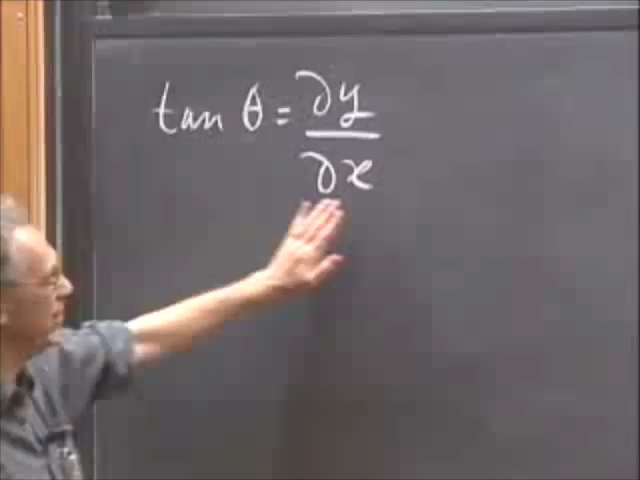 tan θ = ∂y/∂x